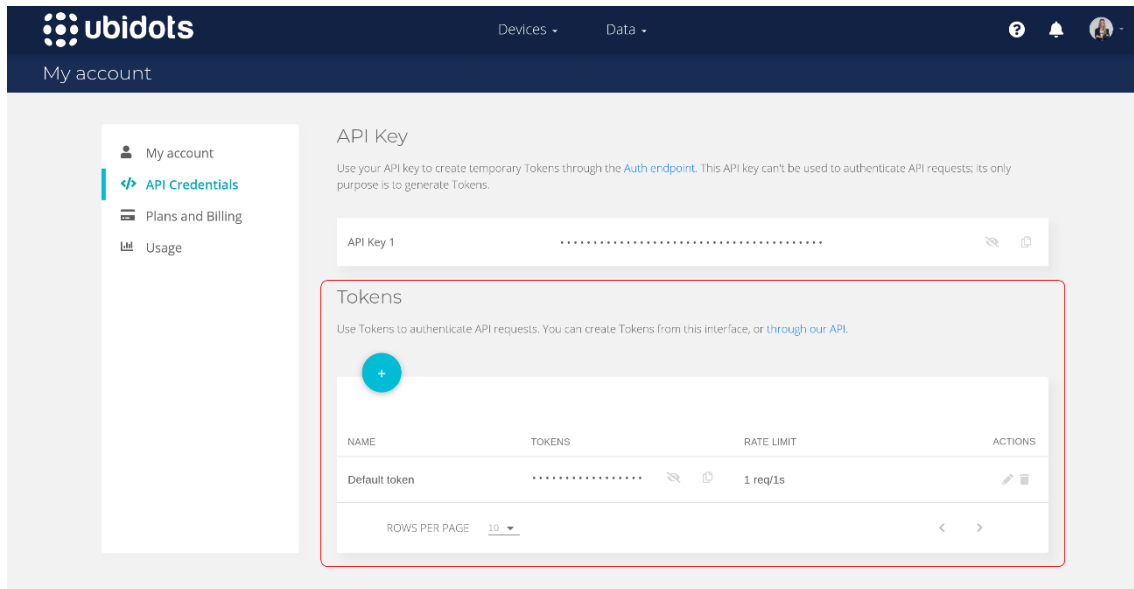 ubidots
Devices
Data
My account
My account
API Credentials
Plans and Billing
Usage
API Key
Use your API key to create temporary Tokens through the Auth endpoint. This API key can't be used to authenticate API requests; its only
purpose is to generate Tokens.
API Key 1
Tokens
Use Tokens to authenticate API requests. You can create Tokens from this interface, or through our API.
+
NAME TOKENS RATE LIMIT ACTIONS
Default token 1 req/1s
ROWS PER PAGE 10